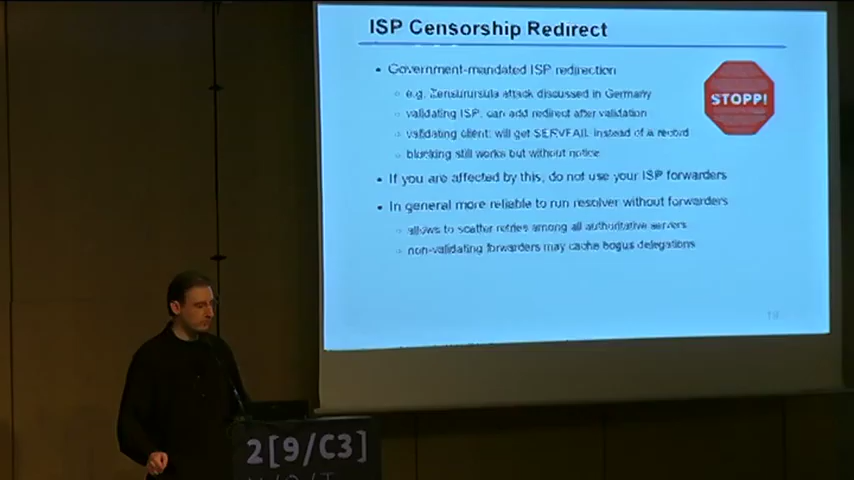 ISP Censorship Redirect
• Government-mandated ISP redirection
○ e.g. Zensurursula attack discussed in Germany
○ validating ISP: can add redirect after validation
○ validating client: will get SERVFAIL instead of a record
○ blocking still works but without notice
STOPP!
• If you are affected by this, do not use your ISP forwarders
• In general more reliable to run resolver without forwarders
○ allows to scatter retries among all authoritative servers
○ non-validating forwarders may cache bogus delegations
2[9/C3]